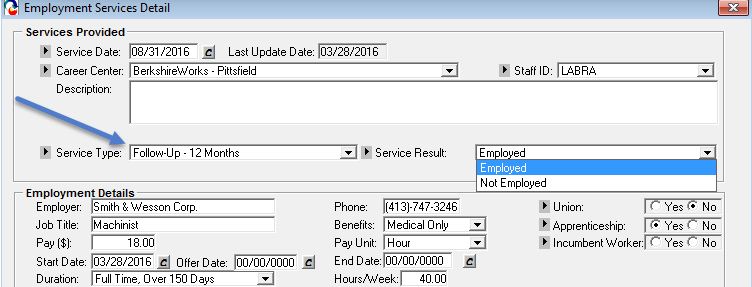 Employment Services Detail
Services Provided
Service Date: 08/31/2016 c Last Update Date: 03/28/2016
Career Center: BerkshireWorks - Pittsfield Staff ID: LABRA
Description:
Service Type: Follow-Up - 12 Months Service Result: Employed
Employed
Not Employed
Employment Details
Employer: Smith & Wesson Corp. Phone: (413)-747-3246 Union: Yes No
Job Title: Machinist Benefits: Medical Only Apprenticeship: Yes No
Pay ($): 18.00 Pay Unit: Hour Incumbent Worker: Yes No
Start Date: 03/28/2016 c Offer Date: 00/00/0000 c End Date: 00/00/0000 c
Duration: Full Time, Over 150 Days Hours/Week: 40.00